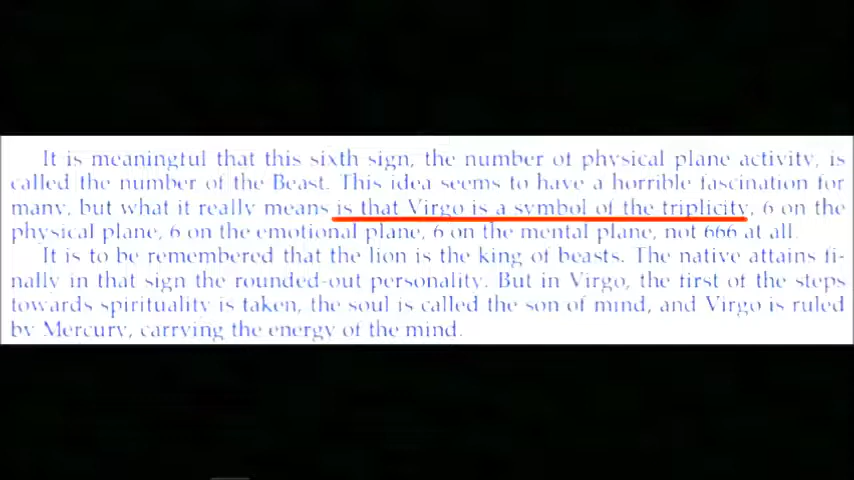 It is meaningful that this sixth sign, the number of physical plane activity, is
called the number of the Beast. This idea seems to have a horrible fascination for
many, but what it really means is that Virgo is a symbol of the triplicity, 6 on the
physical plane, 6 on the emotional plane, 6 on the mental plane, not 666 at all.
It is to be remembered that the lion is the king of beasts. The native attains fi-
nally in that sign the rounded-out personality. But in Virgo, the first of the steps
towards spirituality is taken, the soul is called the son of mind, and Virgo is ruled
by Mercury, carrying the energy of the mind.